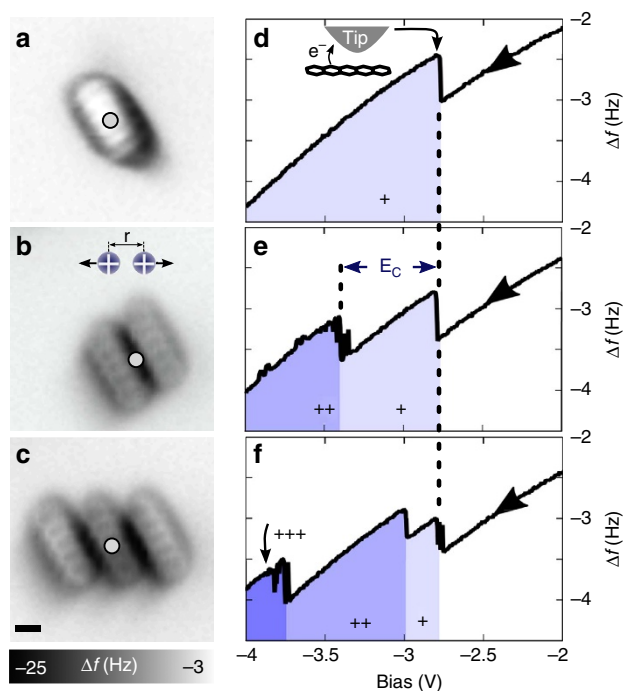 a
b
r
c
−25 Δf (Hz) −3
d
e⁻
Tip
+
−2
−3
−4
Δf (Hz)
e
E_C
++ +
−2
−3
−4
Δf (Hz)
f
+++
++ +
−2
−3
−4
Δf (Hz)
−4 −3.5 −3 −2.5 −2
Bias (V)